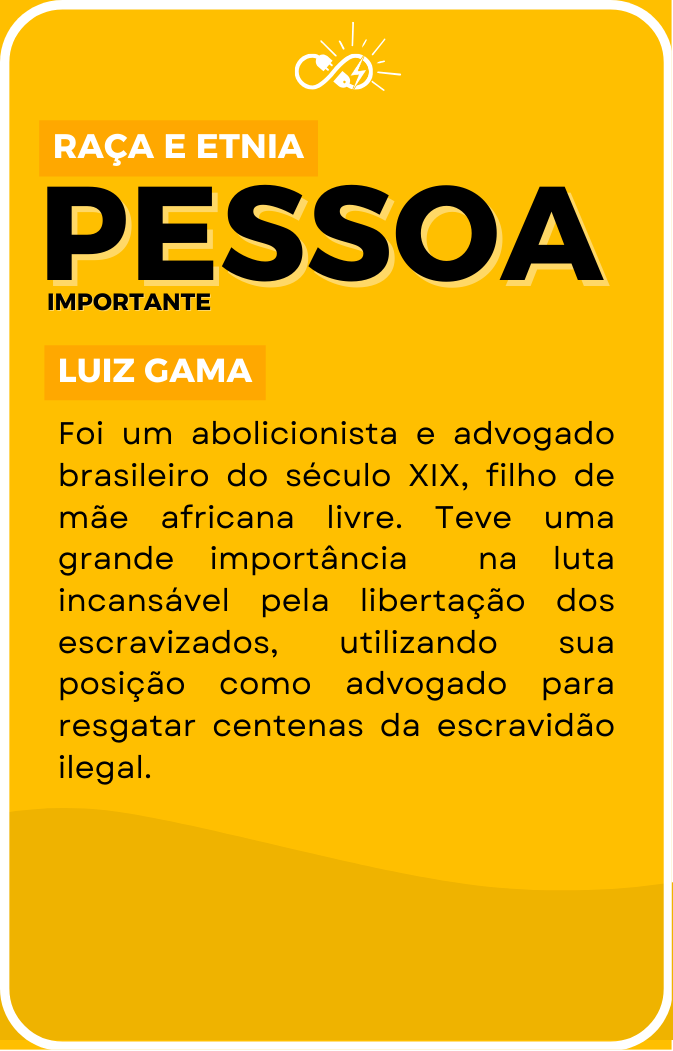 RAÇA E ETNIA
PESSOA
IMPORTANTE
LUIZ GAMA
Foi um abolicionista e advogado
brasileiro do século XIX, filho de
mãe africana livre. Teve uma
grande importância na luta
incansável pela libertação dos
escravizados, utilizando sua
posição como advogado para
resgatar centenas da escravidão
ilegal.